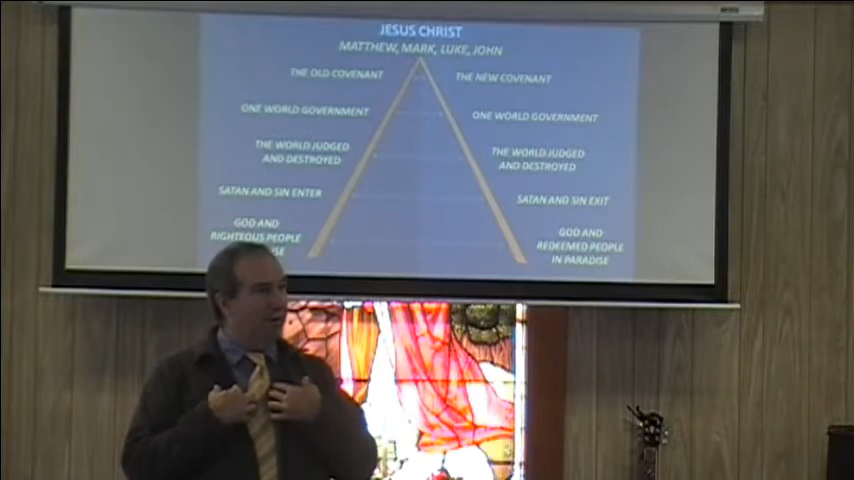 JESUS CHRIST
MATTHEW, MARK, LUKE, JOHN
THE OLD COVENANT
THE NEW COVENANT
ONE WORLD GOVERNMENT
ONE WORLD GOVERNMENT
THE WORLD JUDGED
AND DESTROYED
THE WORLD JUDGED
AND DESTROYED
SATAN AND SIN ENTER
SATAN AND SIN EXIT
GOD AND
RIGHTEOUS PEOPLE
GOD AND
REDEEMED PEOPLE
IN PARADISE